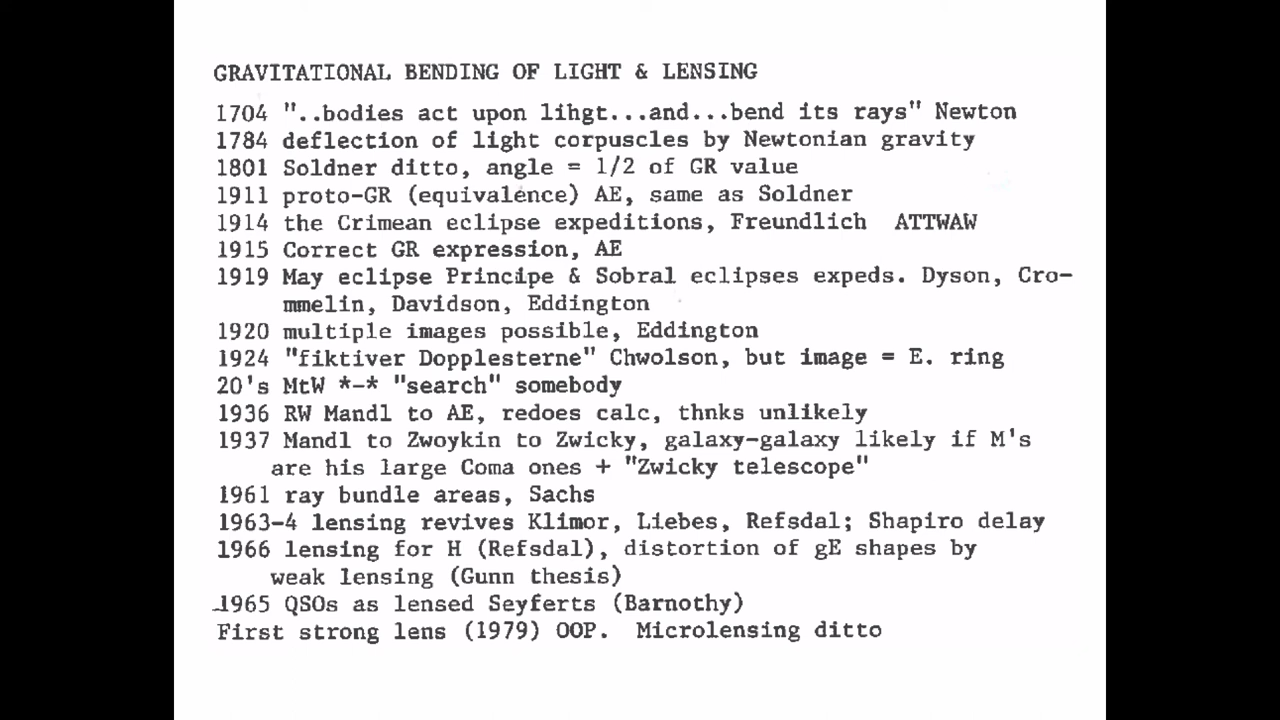 GRAVITATIONAL BENDING OF LIGHT & LENSING
1704 "..bodies act upon lihgt...and...bend its rays" Newton
1784 deflection of light corpuscles by Newtonian gravity
1801 Soldner ditto, angle = 1/2 of GR value
1911 proto-GR (equivalence) AE, same as Soldner
1914 the Crimean eclipse expeditions, Freundlich ATTWAW
1915 Correct GR expression, AE
1919 May eclipse Principe & Sobral eclipses expeds. Dyson, Cro-
mmelin, Davidson, Eddington
1920 multiple images possible, Eddington
1924 "fiktiver Dopplesterne" Chwolson, but image = E. ring
20's MtW *-* "search" somebody
1936 RW Mandl to AE, redoes calc, thnks unlikely
1937 Mandl to Zwoykin to Zwicky, galaxy-galaxy likely if M's
are his large Coma ones + "Zwicky telescope"
1961 ray bundle areas, Sachs
1963-4 lensing revives Klimor, Liebes, Refsdal; Shapiro delay
1966 lensing for H (Refsdal), distortion of gE shapes by
weak lensing (Gunn thesis)
1965 QSOs as lensed Seyferts (Barnothy)
First strong lens (1979) OOP. Microlensing ditto